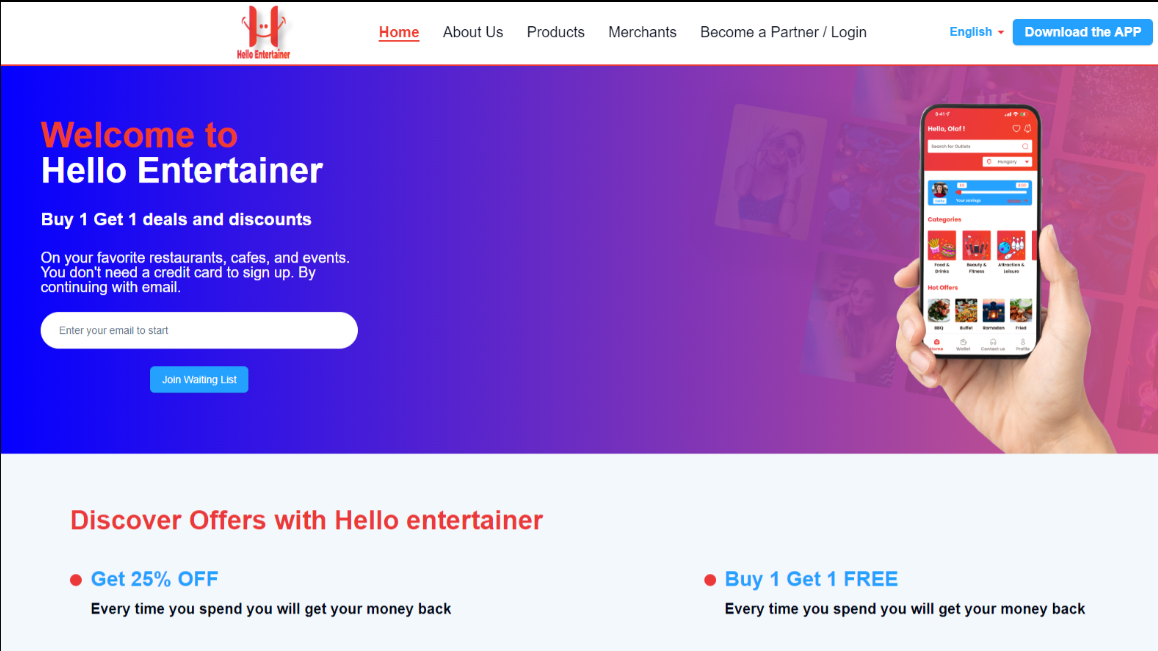 Hello Entertainer
Home
About Us
Products
Merchants
Become a Partner / Login
English
Download the APP
Welcome to
Hello Entertainer
Buy 1 Get 1 deals and discounts
On your favorite restaurants, cafes, and events.
You don't need a credit card to sign up. By
continuing with email.
Enter your email to start
Join Waiting List
9:41
Hello, Olof !
Search for Outlets
Hungary
Your savings
Categories
Food &
Drinks
Beauty &
Fitness
Attraction &
Leisure
Hot Offers
BBQ
Buffet
Ramadan
Fried
Home
Wallet
Contact us
Profile
Discover Offers with Hello entertainer
Get 25% OFF
Every time you spend you will get your money back
Buy 1 Get 1 FREE
Every time you spend you will get your money back